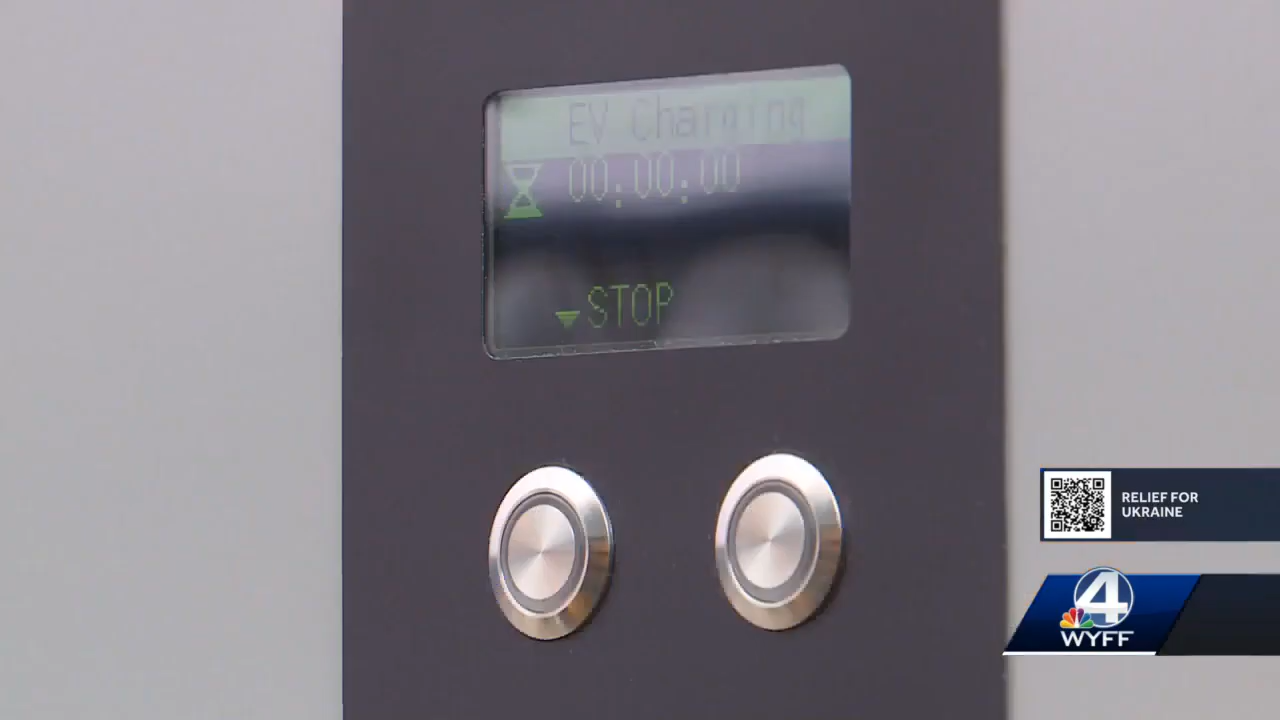 EV Charging
00:00:00
STOP
RELIEF FOR
UKRAINE
4
WYFF